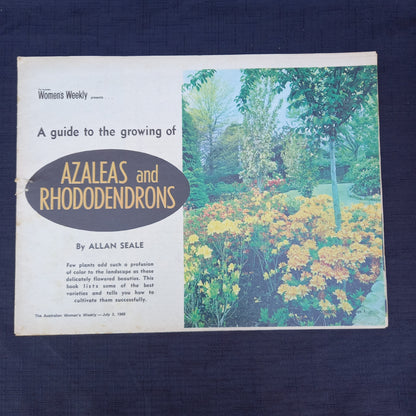 The Australian
Women's Weekly presents . . .
A guide to the growing of
AZALEAS and
RHODODENDRONS
By ALLAN SEALE
Few plants add such a profusion
of color to the landscape as these
delicately flowered beauties. This
book lists some of the best
varieties and tells you how to
cultivate them successfully.
The Australian Women's Weekly — July 3, 1968